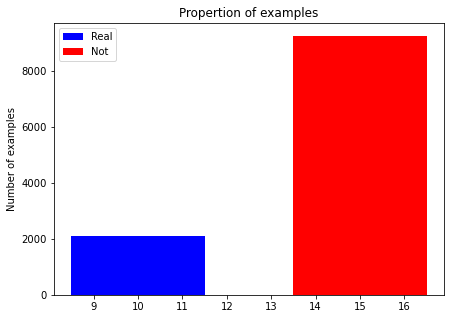 Propertion of examples
Real
Not
Number of examples
8000
6000
4000
2000
0
9 10 11 12 13 14 15 16